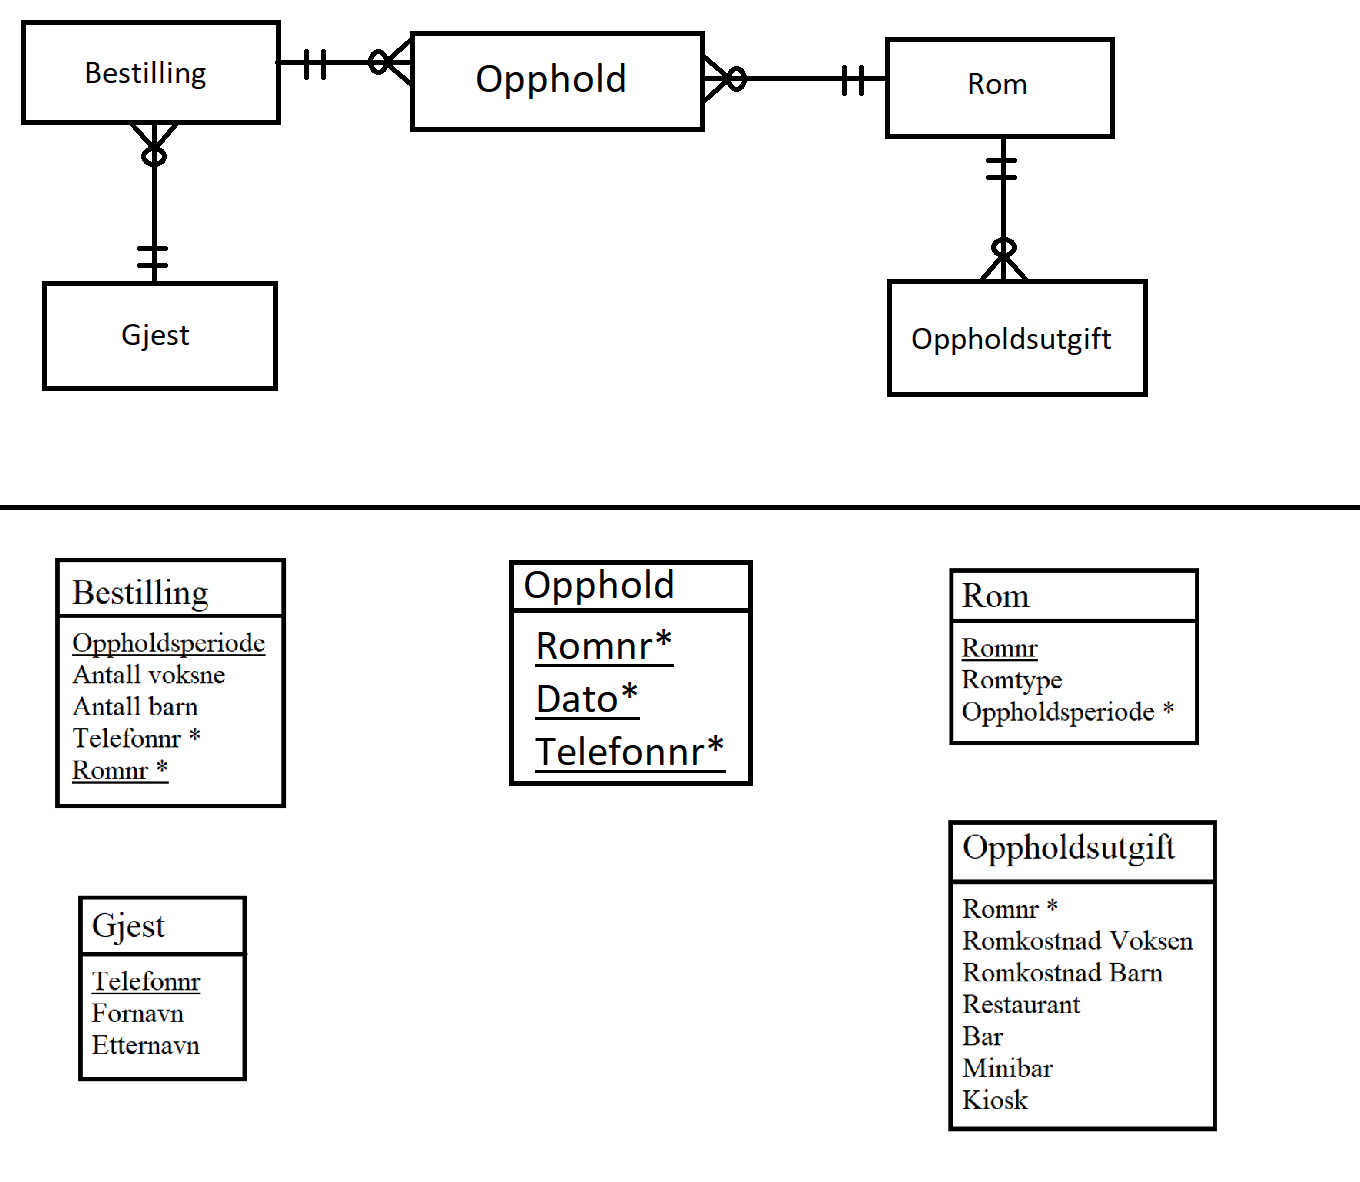 Bestilling
Opphold
Rom
Gjest
Oppholdsutgift
Bestilling
Oppholdsperiode
Antall voksne
Antall barn
Telefonnr *
Romnr *
Opphold
Romnr*
Dato*
Telefonnr*
Rom
Romnr
Romtype
Oppholdsperiode *
Gjest
Telefonnr
Fornavn
Etternavn
Oppholdsutgift
Romnr *
Romkostnad Voksen
Romkostnad Barn
Restaurant
Bar
Minibar
Kiosk